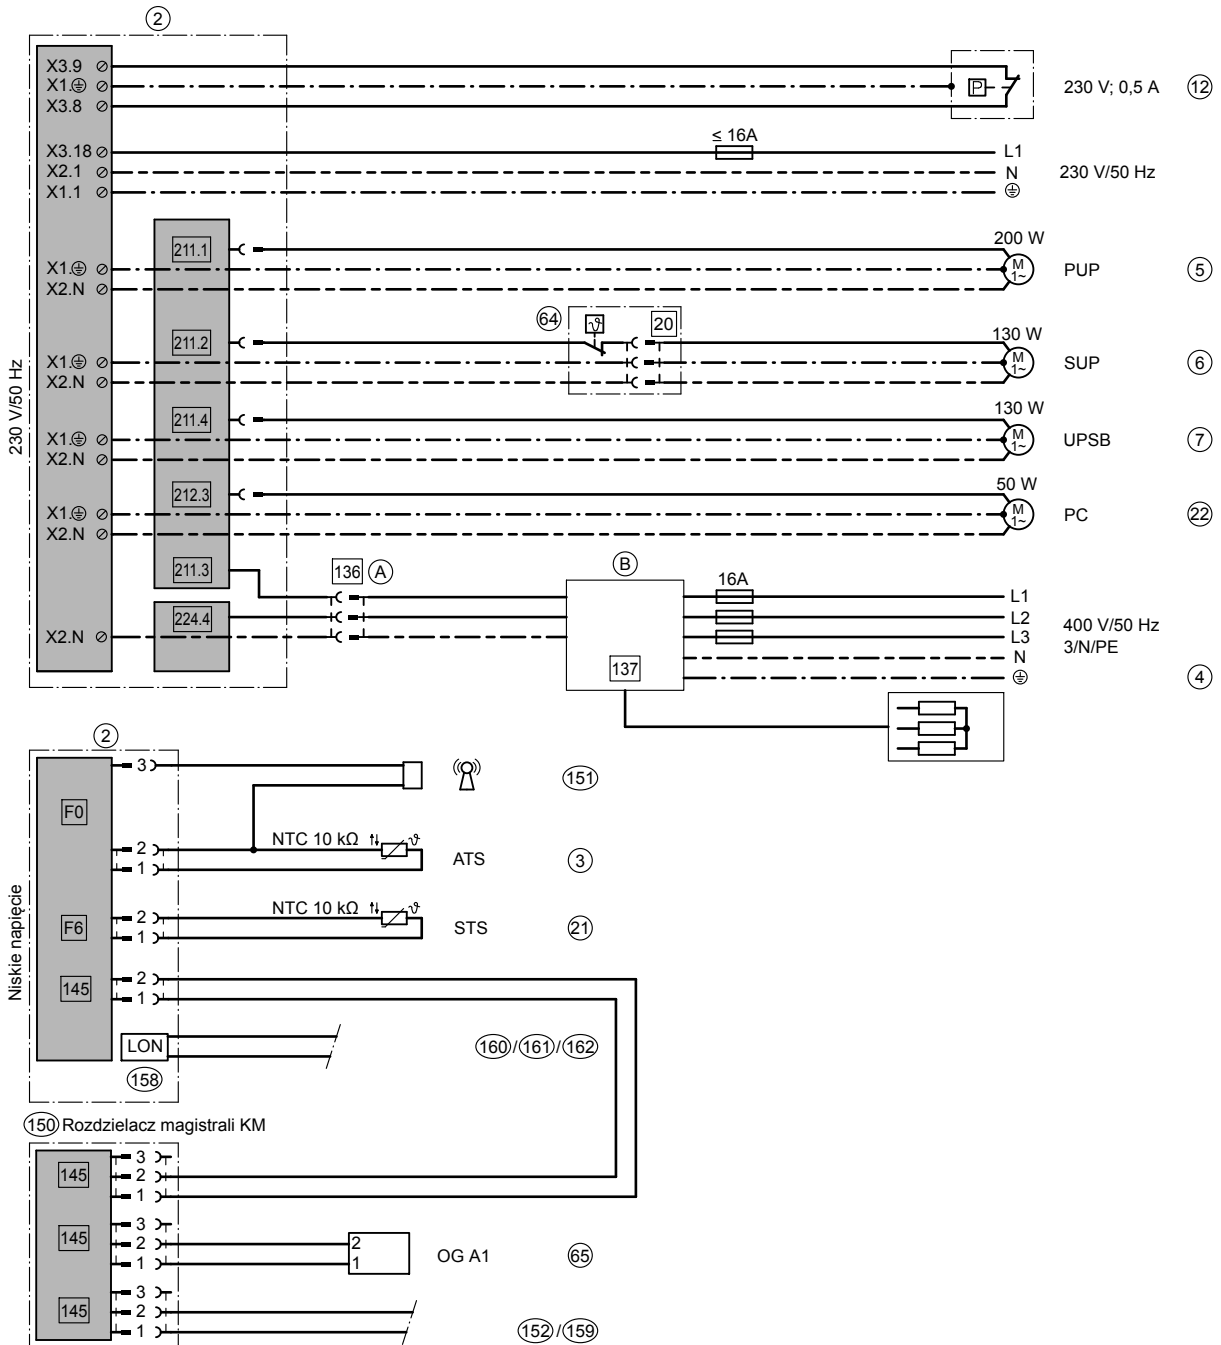 2
X3.9
X1.
X3.8
P
230 V; 0,5 A
12
≤ 16A
X3.18
L1
X2.1
N
230 V/50 Hz
X1.1
200 W
211.1
X1.
M
1~
PUP
5
X2.N
64
ϑ
20
130 W
211.2
X1.
M
1~
SUP
6
X2.N
230 V/50 Hz
130 W
211.4
X1.
M
1~
UPSB
7
X2.N
50 W
212.3
X1.
M
1~
PC
22
X2.N
211.3
136
A
B
16A
L1
224.4
L2
400 V/50 Hz
X2.N
L3
3/N/PE
N
137
4
2
3
151
F0
NTC 10 kΩ
ϑ
2
ATS
3
1
NTC 10 kΩ
ϑ
F6
2
STS
21
1
Niskie napięcie
145
2
1
LON
160/161/162
158
150 Rozdzielacz magistrali KM
3
145
2
1
3
145
2
2
OG A1
65
1
1
3
145
2
1
152/159